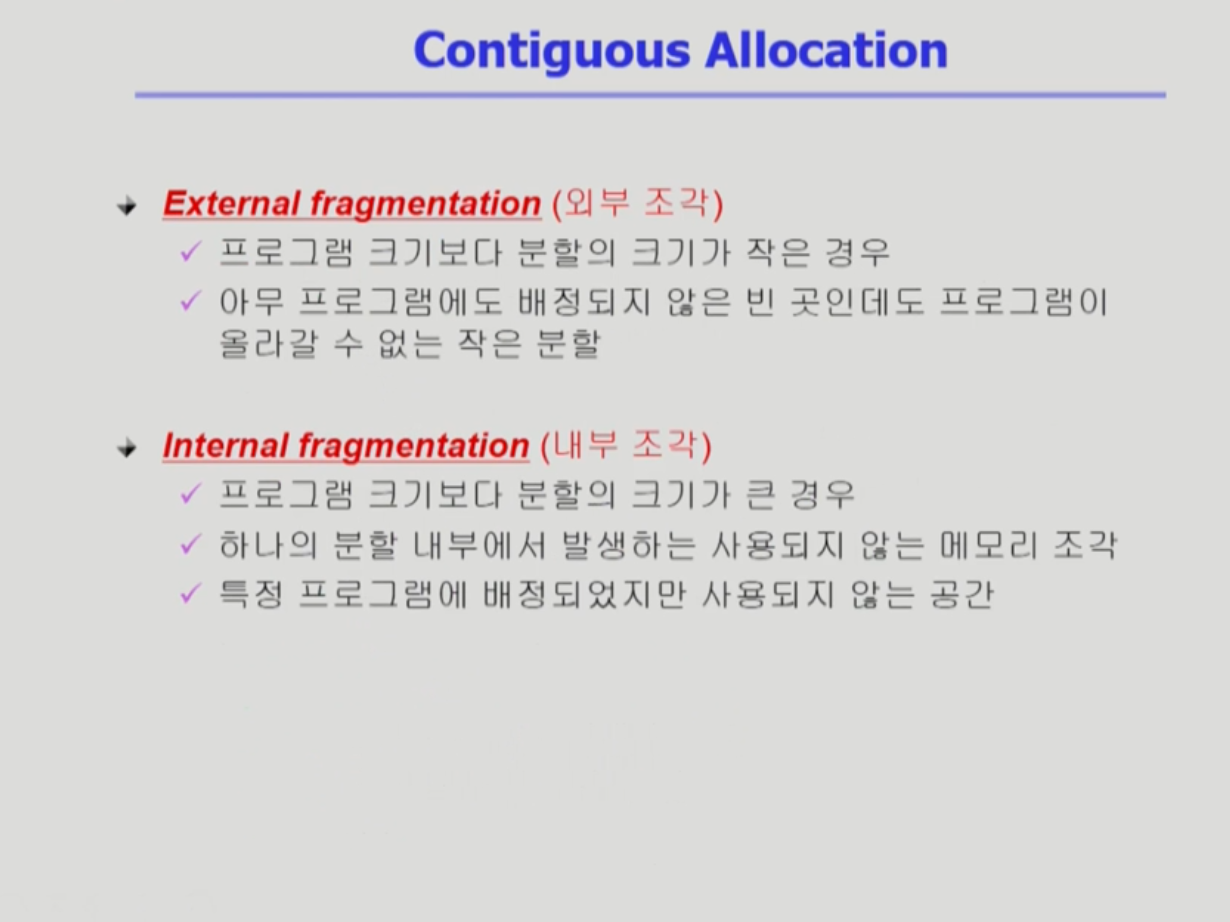 Contiguous Allocation
External fragmentation (외부 조각)
프로그램 크기보다 분할의 크기가 작은 경우
아무 프로그램에도 배정되지 않은 빈 곳인데도 프로그램이
올라갈 수 없는 작은 분할
Internal fragmentation (내부 조각)
프로그램 크기보다 분할의 크기가 큰 경우
하나의 분할 내부에서 발생하는 사용되지 않는 메모리 조각
특정 프로그램에 배정되었지만 사용되지 않는 공간